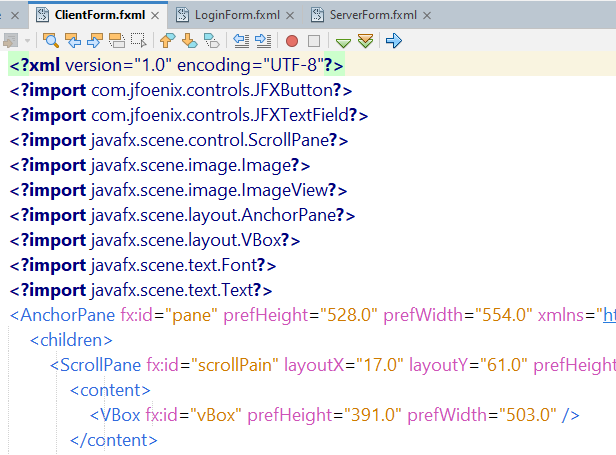 ClientForm.fxml LoginForm.fxml ServerForm.fxml
<?xml version="1.0" encoding="UTF-8"?>
<?import com.jfoenix.controls.JFXButton?>
<?import com.jfoenix.controls.JFXTextField?>
<?import javafx.scene.control.ScrollPane?>
<?import javafx.scene.image.Image?>
<?import javafx.scene.image.ImageView?>
<?import javafx.scene.layout.AnchorPane?>
<?import javafx.scene.layout.VBox?>
<?import javafx.scene.text.Font?>
<?import javafx.scene.text.Text?>
<AnchorPane fx:id="pane" prefHeight="528.0" prefWidth="554.0" xmlns="ht
<children>
<ScrollPane fx:id="scrollPain" layoutX="17.0" layoutY="61.0" prefHeight
<content>
<VBox fx:id="vBox" prefHeight="391.0" prefWidth="503.0" />
</content>